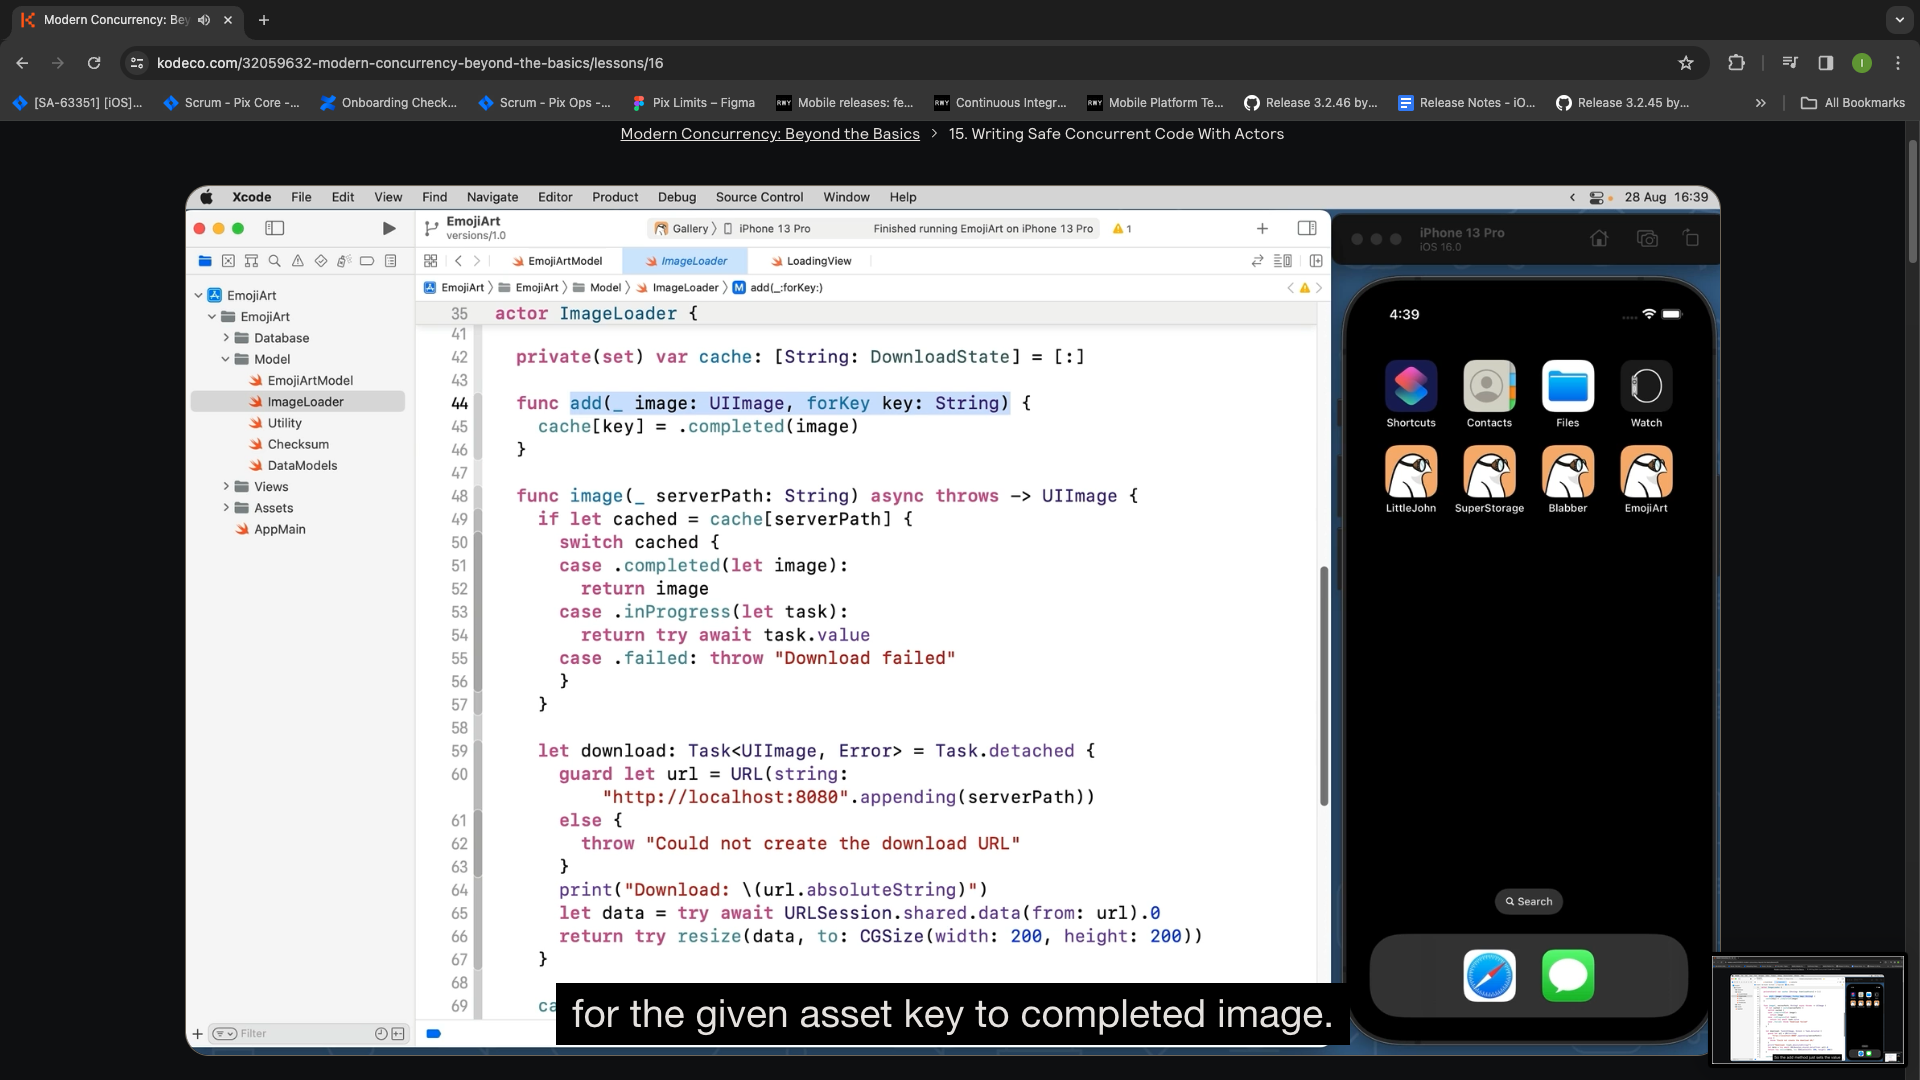 Modern Concurrency: Bey
kodeco.com/32059632-modern-concurrency-beyond-the-basics/lessons/16
[SA-63351] [iOS]...
Scrum - Pix Core -...
Onboarding Check...
Scrum - Pix Ops -...
Pix Limits – Figma
RWY
Mobile releases: fe...
RWY
Continuous Integr...
RWY
Mobile Platform Te...
Release 3.2.46 by...
Release Notes - iO...
Release 3.2.45 by...
All Bookmarks
Modern Concurrency: Beyond the Basics > 15. Writing Safe Concurrent Code With Actors
Xcode File Edit View Find Navigate Editor Product Debug Source Control Window Help
28 Aug 16:39
EmojiArt
versions/1.0
Gallery 〉 iPhone 13 Pro
Finished running EmojiArt on iPhone 13 Pro
1
EmojiArtModel
ImageLoader
LoadingView
EmojiArt 〉 EmojiArt 〉 Model 〉 ImageLoader 〉 M add(_:forKey:)
EmojiArt
EmojiArt
Database
Model
EmojiArtModel
ImageLoader
Utility
Checksum
DataModels
Views
Assets
AppMain
Filter
35 actor ImageLoader {
41
42 private(set) var cache: [String: DownloadState] = [:]
43
44 func add(_ image: UIImage, forKey key: String) {
45 cache[key] = .completed(image)
46 }
47
48 func image(_ serverPath: String) async throws -> UIImage {
49 if let cached = cache[serverPath] {
50 switch cached {
51 case .completed(let image):
52 return image
53 case .inProgress(let task):
54 return try await task.value
55 case .failed: throw "Download failed"
56 }
57 }
58
59 let download: Task<UIImage, Error> = Task.detached {
60 guard let url = URL(string:
"http://localhost:8080".appending(serverPath))
61 else {
62 throw "Could not create the download URL"
63 }
64 print("Download: \(url.absoluteString)")
65 let data = try await URLSession.shared.data(from: url).0
66 return try resize(data, to: CGSize(width: 200, height: 200))
67 }
68
69 ca
for the given asset key to completed image.
iPhone 13 Pro
iOS 16.0
4:39
Shortcuts
Contacts
Files
Watch
LittleJohn
SuperStorage
Blabber
EmojiArt
Search